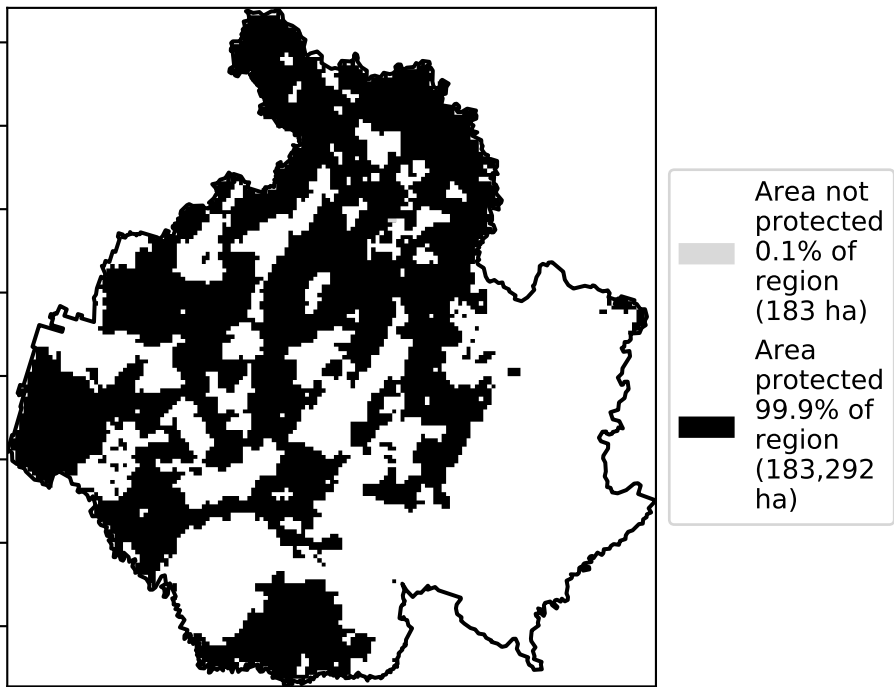 Area not
protected
0.1% of
region
(183 ha)
Area
protected
99.9% of
region
(183,292
ha)